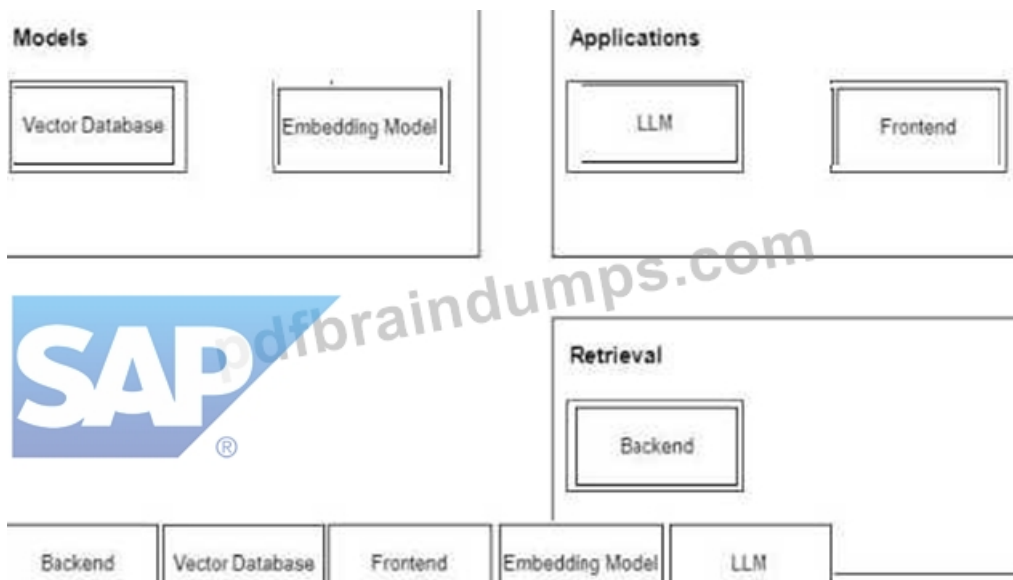 Models
Applications
Vector Database
Embedding Model
LLM
Frontend
pdfbraindumps.com
SAP
®
Retrieval
Backend
Backend
Vector Database
Frontend
Embedding Model
LLM